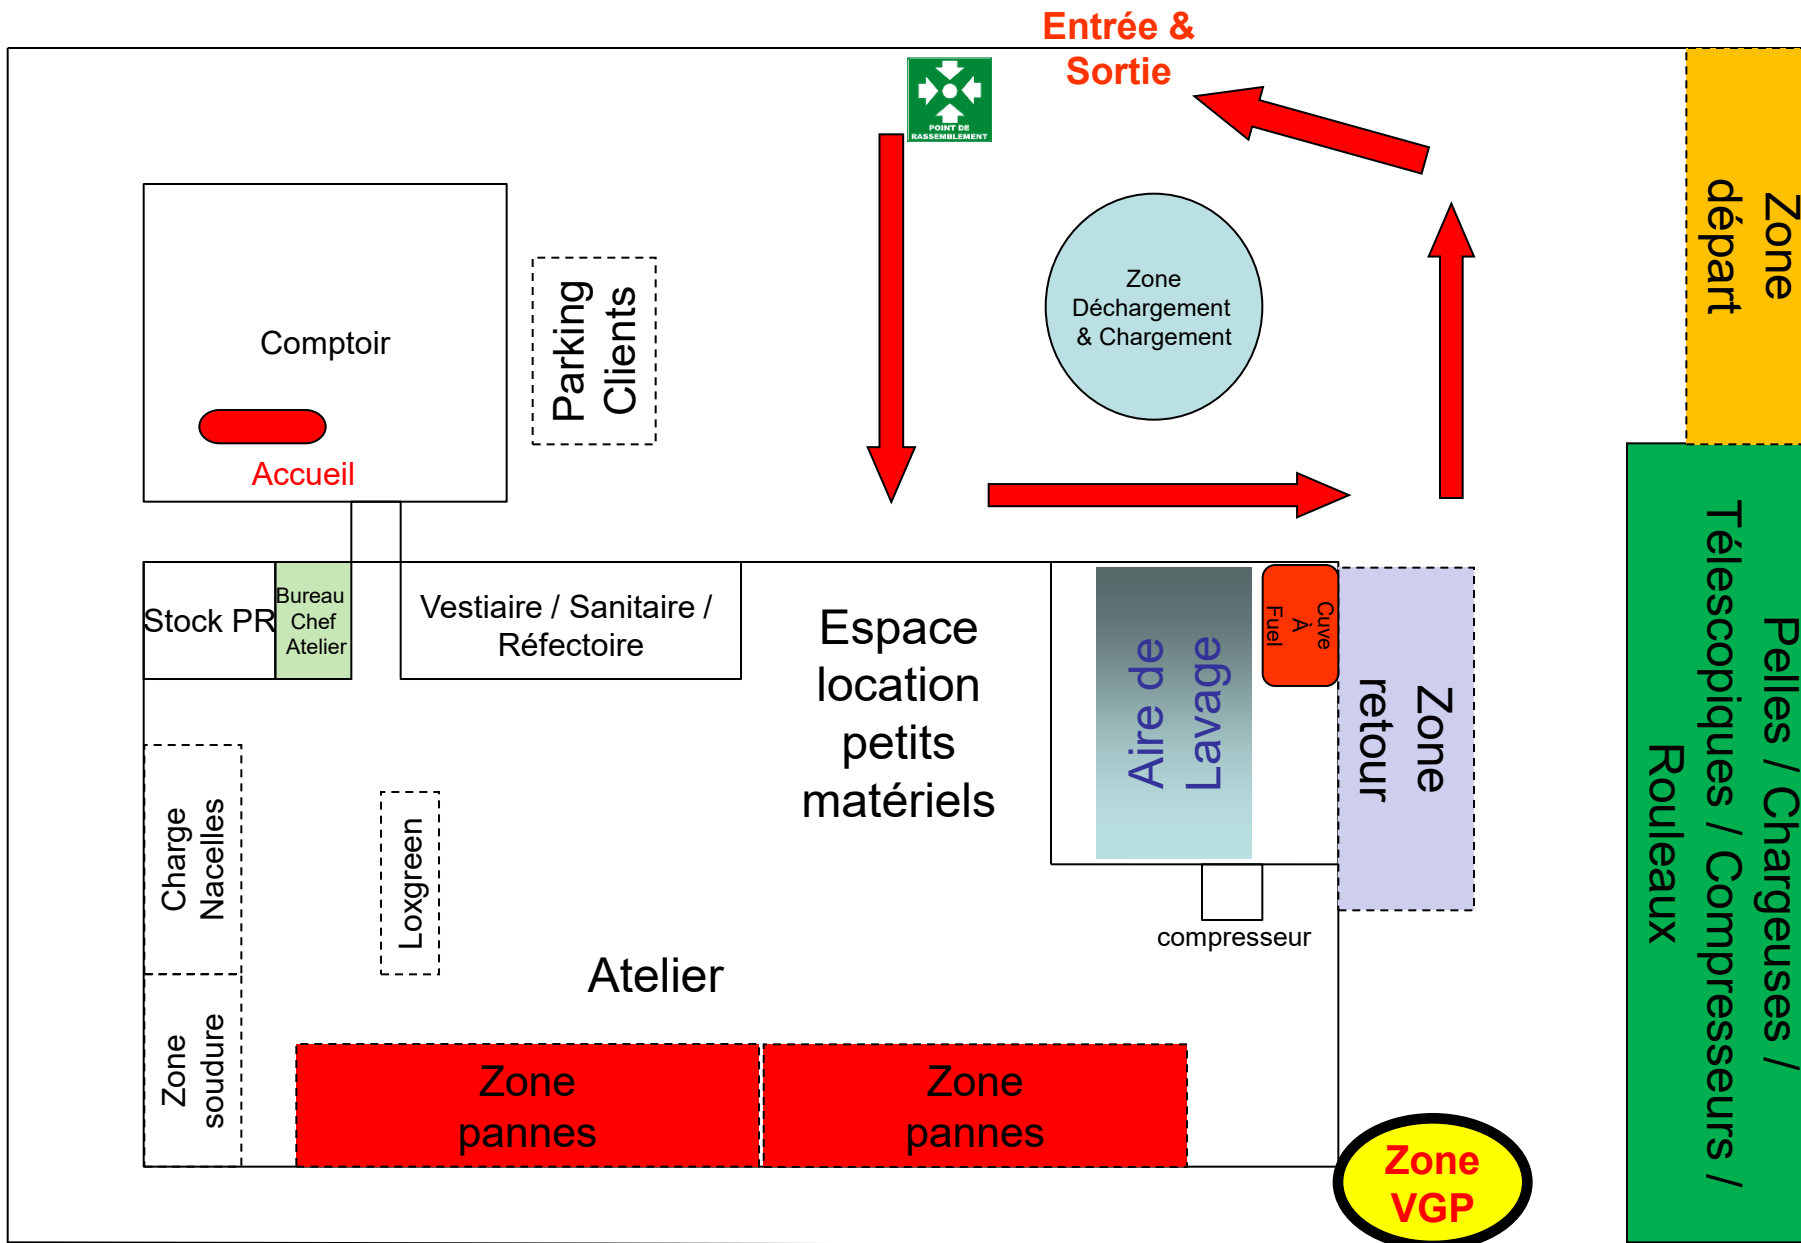 Entrée &
Sortie
POINT DE
RASSEMBLEMENT
Zone
départ
Zone
Déchargement
& Chargement
Parking
Clients
Comptoir
Accueil
Stock PR
Bureau
Chef
Atelier
Vestiaire / Sanitaire /
Réfectoire
Espace
location
petits
matériels
Aire de
Lavage
Cuve
À
Fuel
Zone
retour
Pelles / Chargeuses /
Télescopiques / Compresseurs /
Rouleaux
Charge
Nacelles
Loxgreen
compresseur
Atelier
Zone
soudure
Zone
pannes
Zone
pannes
Zone
VGP